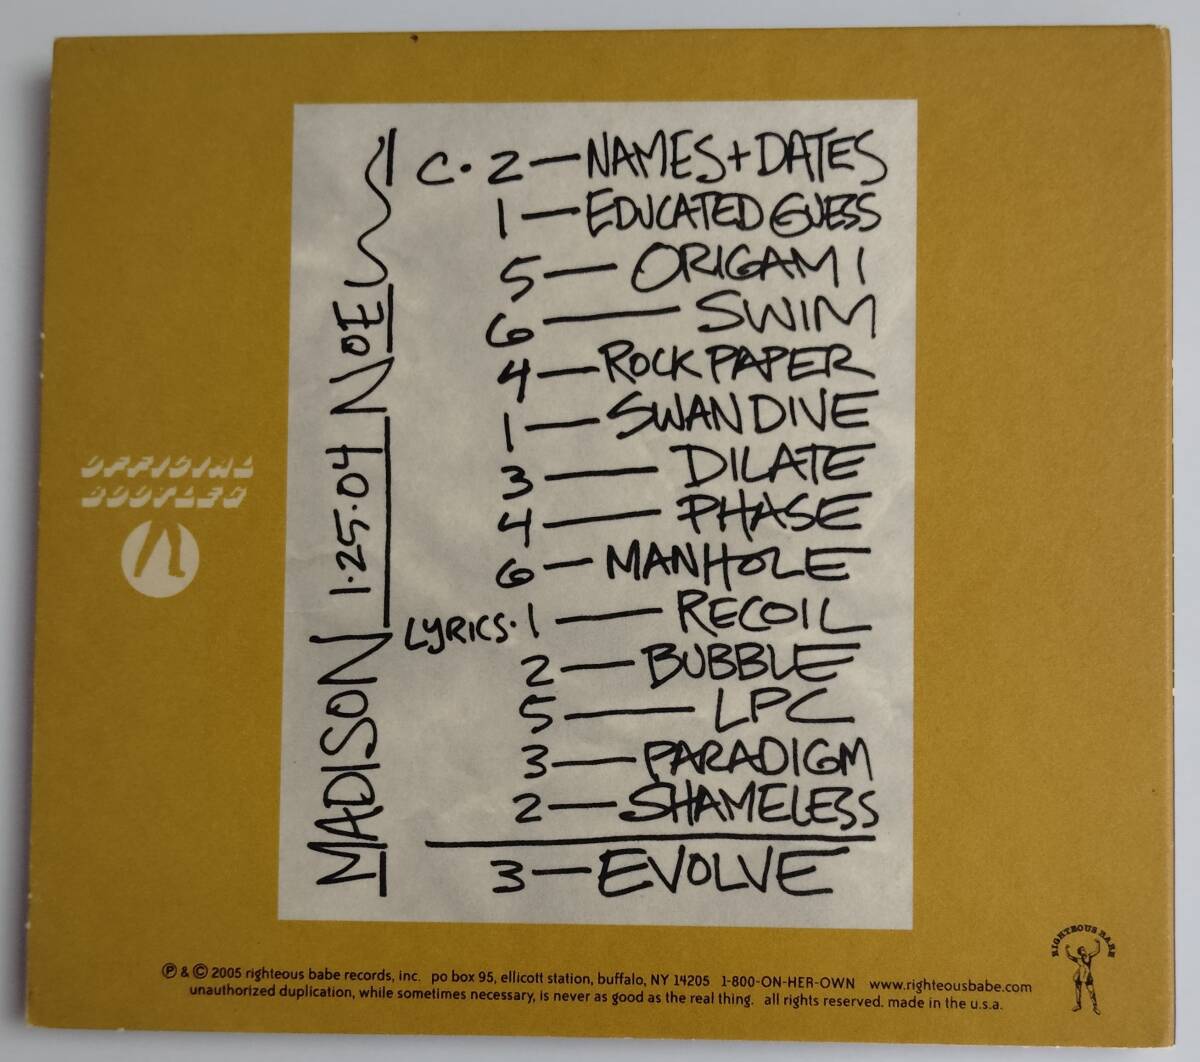 C. 2 — NAMES + DATES
1 — EDUCATED GUESS
5 — ORIGAMI
6 — SWIM
4 — ROCK PAPER
1 — SWAN DIVE
3 — DILATE
4 — PHASE
6 — MANHOLE
LYRICS. 1 — RECOIL
2 — BUBBLE
5 — LPC
3 — PARADIGM
2 — SHAMELESS
3 — EVOLVE
MADISON 1.25.04 NOEL
OFFICIAL
BOOTLEG
RIGHTEOUS BABE
Ⓟ & © 2005 righteous babe records, inc. po box 95, ellicott station, buffalo, NY 14205 1-800-ON-HER-OWN www.righteousbabe.com
unauthorized duplication, while sometimes necessary, is never as good as the real thing. all rights reserved. made in the u.s.a.